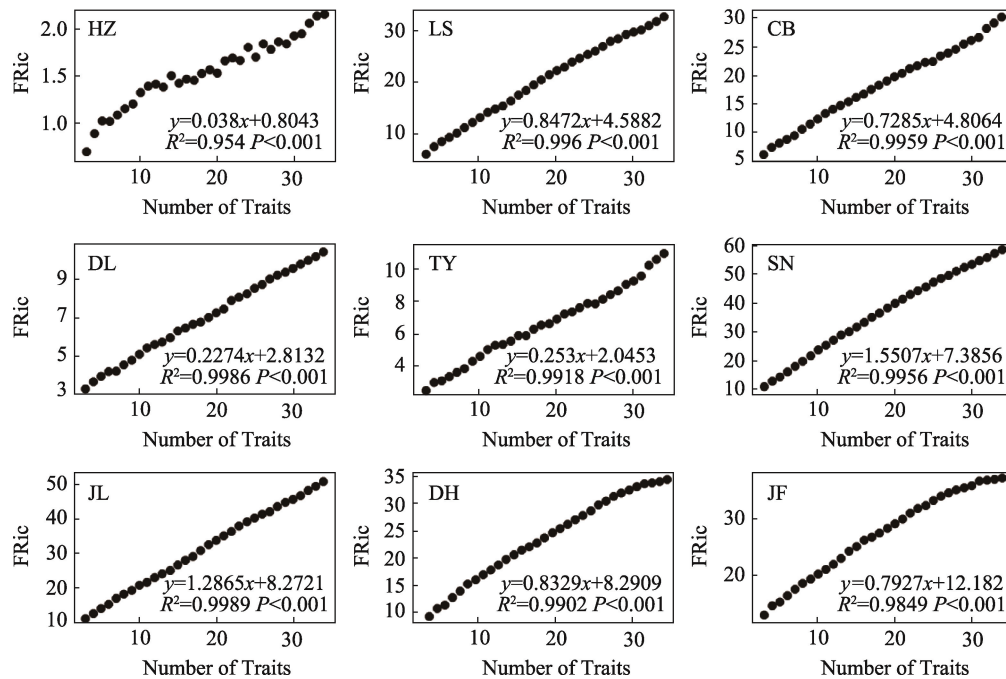 HZ
FRic
2.0
1.5
1.0
y=0.038x+0.8043
R²=0.954 P<0.001
10 20 30
Number of Traits
LS
FRic
30
20
10
y=0.8472x+4.5882
R²=0.996 P<0.001
10 20 30
Number of Traits
CB
FRic
30
25
20
15
10
5
y=0.7285x+4.8064
R²=0.9959 P<0.001
10 20 30
Number of Traits
DL
FRic
9
7
5
3
y=0.2274x+2.8132
R²=0.9986 P<0.001
10 20 30
Number of Traits
TY
FRic
10
8
6
4
y=0.253x+2.0453
R²=0.9918 P<0.001
10 20 30
Number of Traits
SN
FRic
60
50
40
30
20
10
y=1.5507x+7.3856
R²=0.9956 P<0.001
10 20 30
Number of Traits
JL
FRic
50
40
30
20
10
y=1.2865x+8.2721
R²=0.9989 P<0.001
10 20 30
Number of Traits
DH
FRic
35
30
25
20
15
10
y=0.8329x+8.2909
R²=0.9902 P<0.001
10 20 30
Number of Traits
JF
FRic
30
20
y=0.7927x+12.182
R²=0.9849 P<0.001
10 20 30
Number of Traits